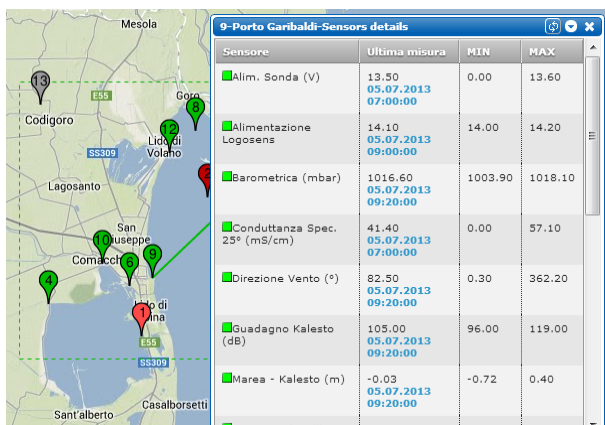 Mesola
13
E55
Goro
8
Codigoro
12
Lido di
Volano
SS309
Lagosanto
San
Giuseppe
10
9
Comacchio
6
4
Lido di
1
E55
SS309
Casalborsetti
Sant'alberto
9-Porto Garibaldi-Sensors details
Sensore Ultima misura MIN MAX
Alim. Sonda (V) 13.50 0.00 13.60
05.07.2013
07:00:00
Alimentazione 14.10 14.00 14.20
Logosens 05.07.2013
09:00:00
Barometrica (mbar) 1016.60 1003.90 1018.10
05.07.2013
09:20:00
Conduttanza Spec. 41.40 0.00 57.10
25° (mS/cm) 05.07.2013
07:00:00
Direzione Vento (°) 82.50 0.30 362.20
05.07.2013
09:20:00
Guadagno Kalesto 105.00 96.00 119.00
(dB) 05.07.2013
09:20:00
Marea - Kalesto (m) -0.03 -0.72 0.40
05.07.2013
09:20:00